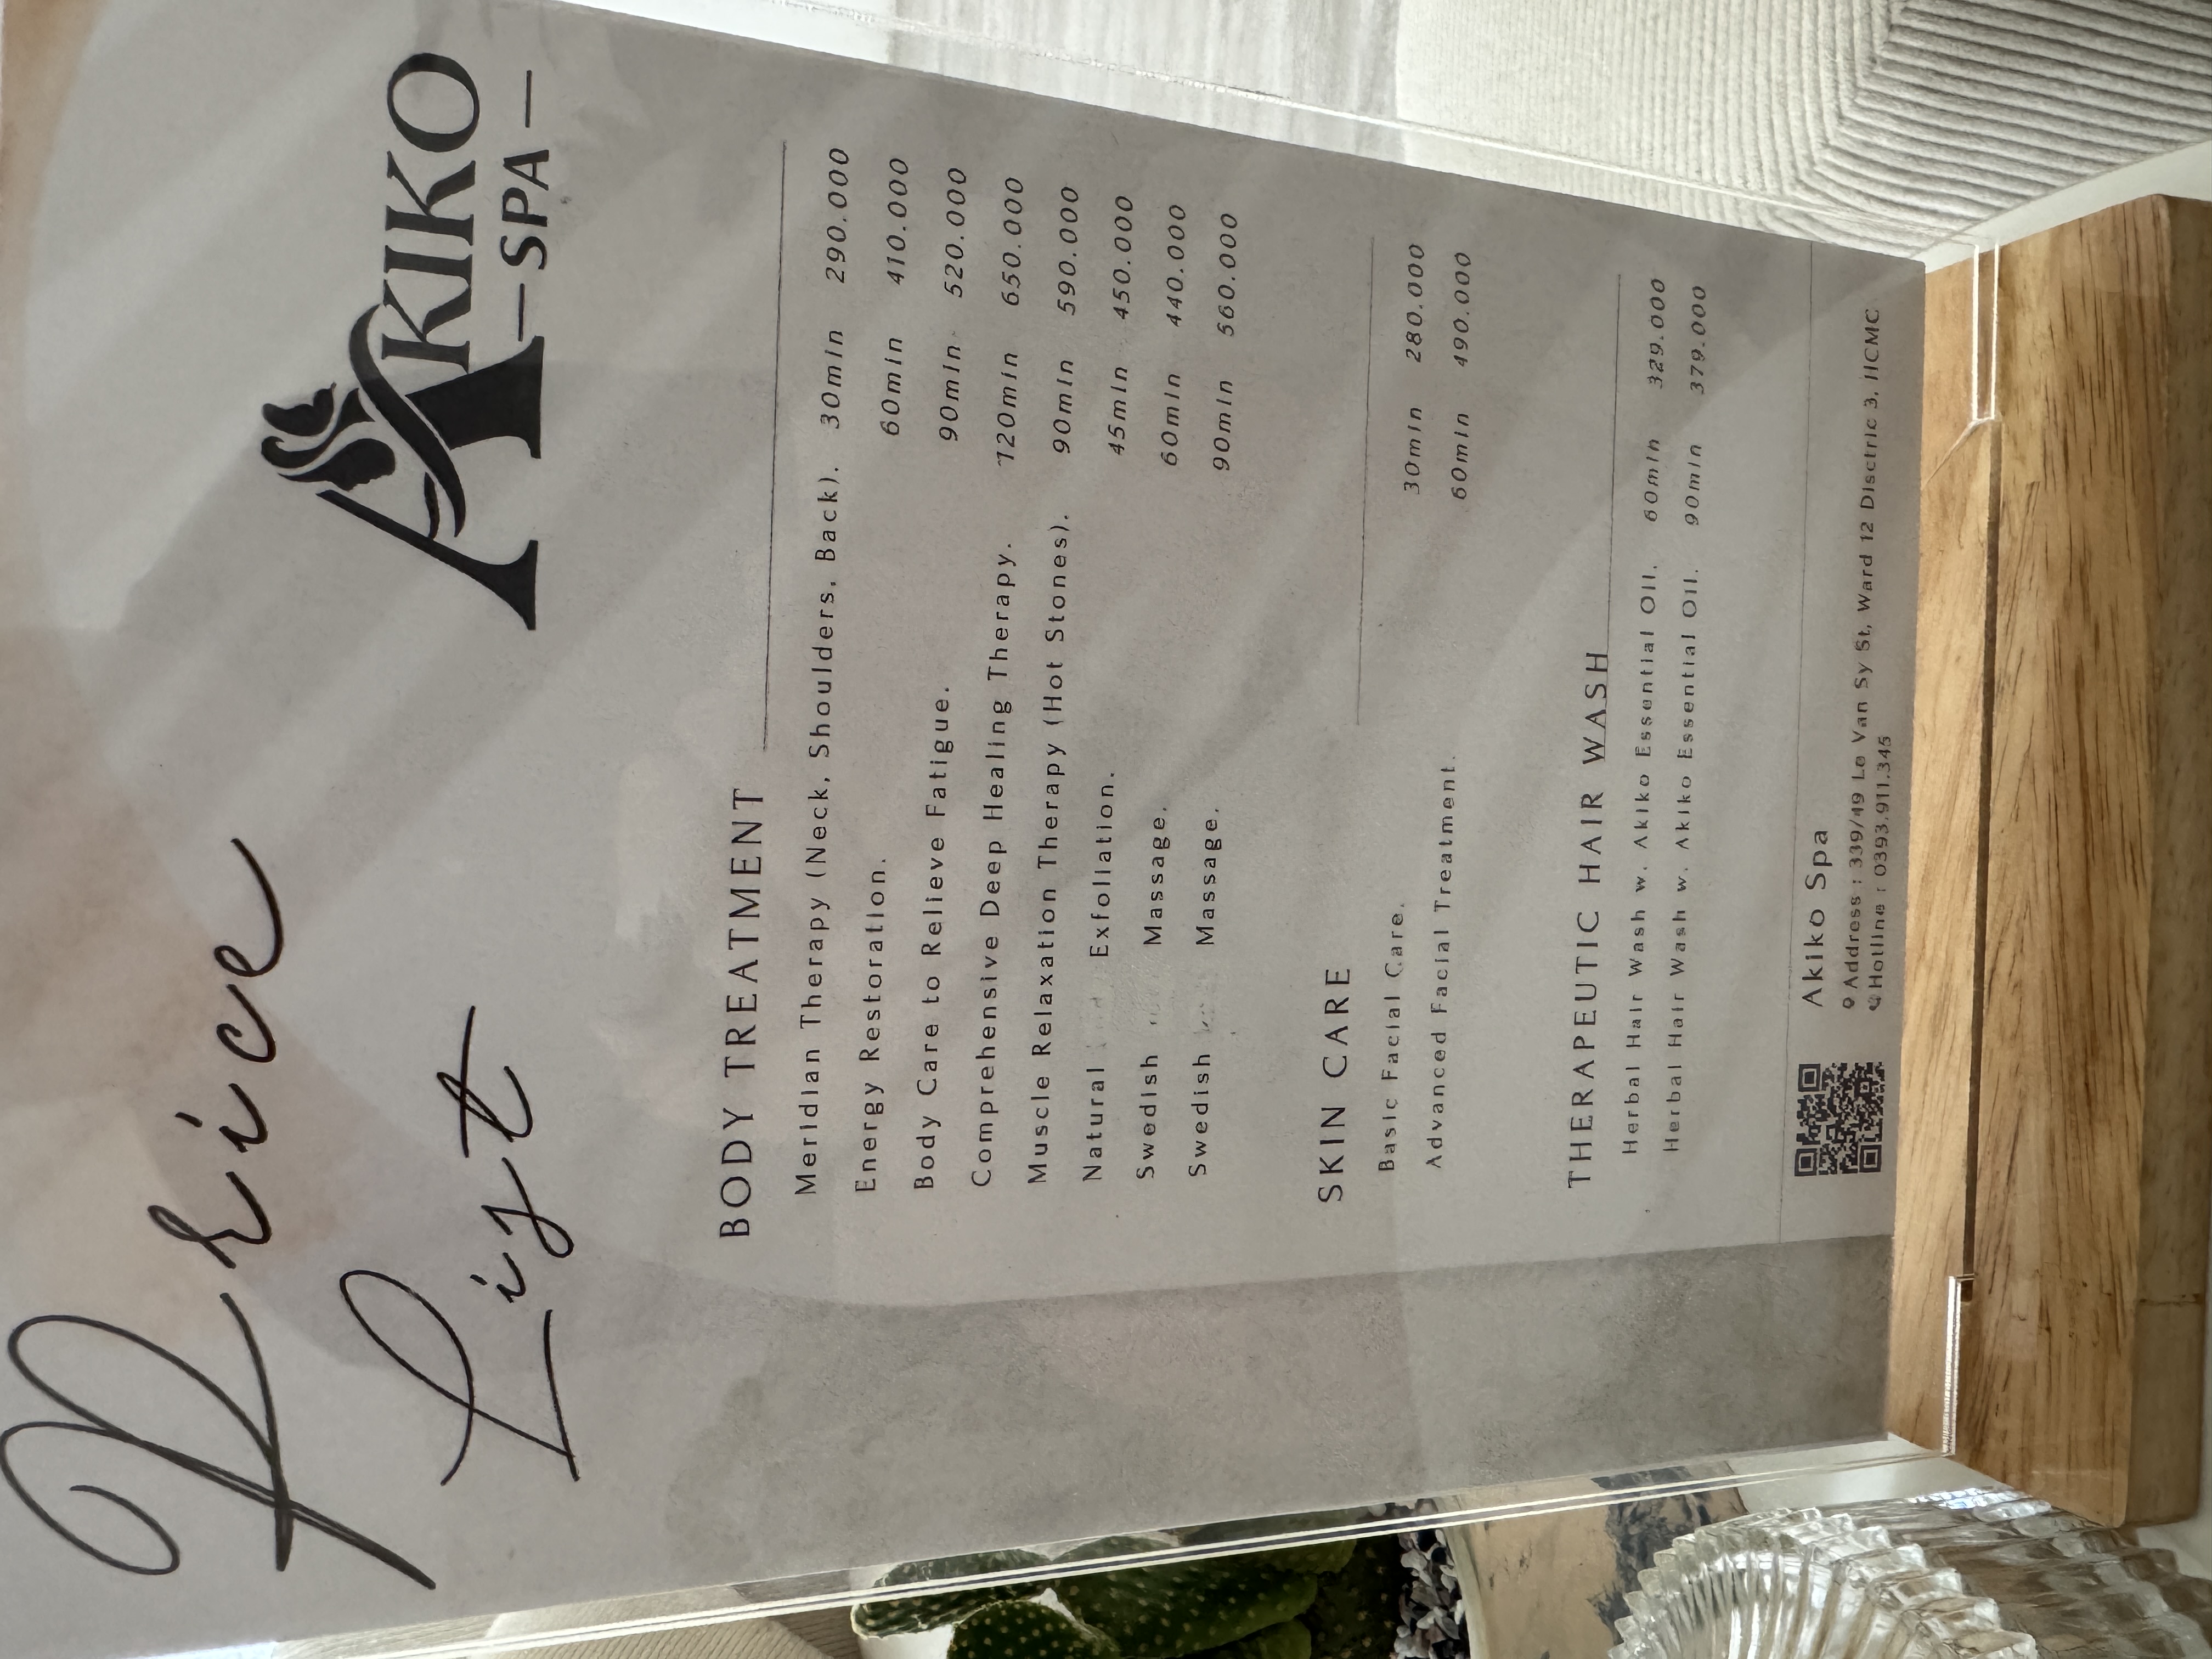 Price
List
AKIKO
SPA
BODY TREATMENT
Meridian Therapy (Neck, Shoulders, Back). 30min 290.000
Energy Restoration. 60min 410.000
Body Care to Relieve Fatigue. 90min 520.000
Comprehensive Deep Healing Therapy. 120min 650.000
Muscle Relaxation Therapy (Hot Stones). 90min 590.000
Natural Exfoliation. 45min 450.000
Swedish Massage. 60min 440.000
Swedish Massage. 90min 560.000
SKIN CARE
Basic Facial Care. 30min 280.000
Advanced Facial Treatment. 60min 490.000
THERAPEUTIC HAIR WASH
Herbal Hair Wash w. Akiko Essential Oil. 60min 329.000
Herbal Hair Wash w. Akiko Essential Oil. 90min 379.000
Akiko Spa
Address : 339/49 Le Van Sy St, Ward 12 Disctric 3, HCMC
Hotline : 0393.911.345